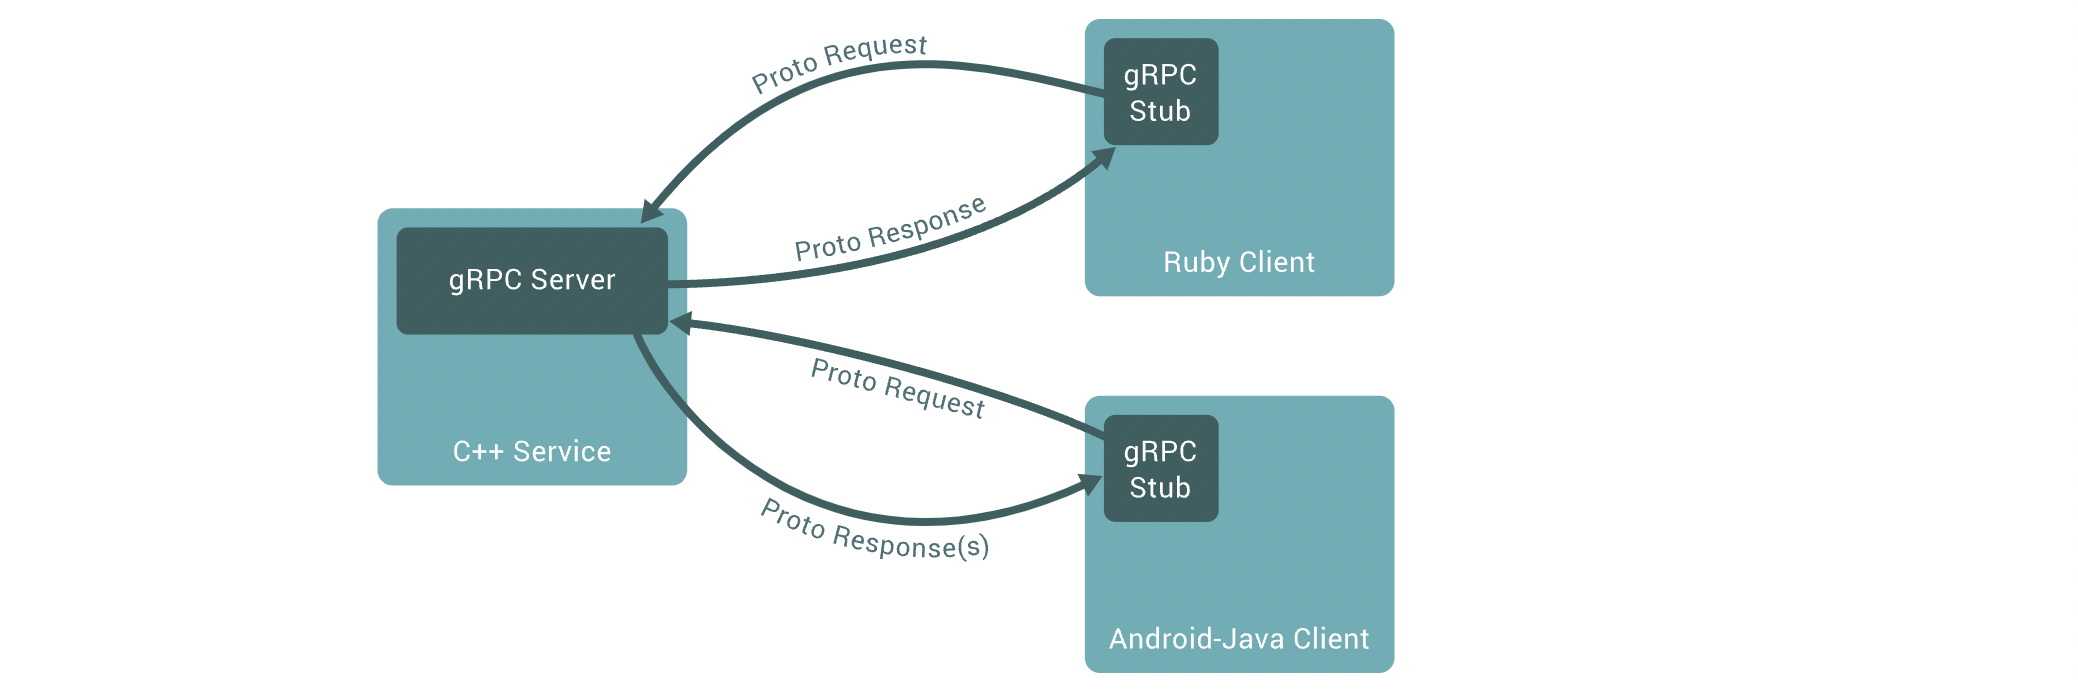 Proto Request
gRPC
Stub
Proto Response
Ruby Client
gRPC Server
C++ Service
Proto Request
gRPC
Stub
Proto Response(s)
Android-Java Client